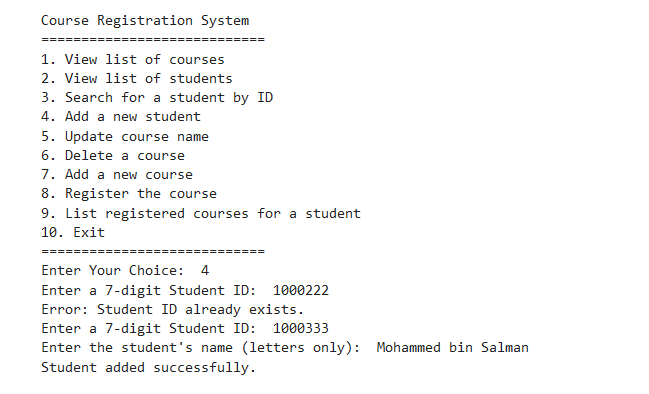 Course Registration System
============================
1. View list of courses
2. View list of students
3. Search for a student by ID
4. Add a new student
5. Update course name
6. Delete a course
7. Add a new course
8. Register the course
9. List registered courses for a student
10. Exit
============================
Enter Your Choice:  4
Enter a 7-digit Student ID:  1000222
Error: Student ID already exists.
Enter a 7-digit Student ID:  1000333
Enter the student's name (letters only):  Mohammed bin Salman
Student added successfully.